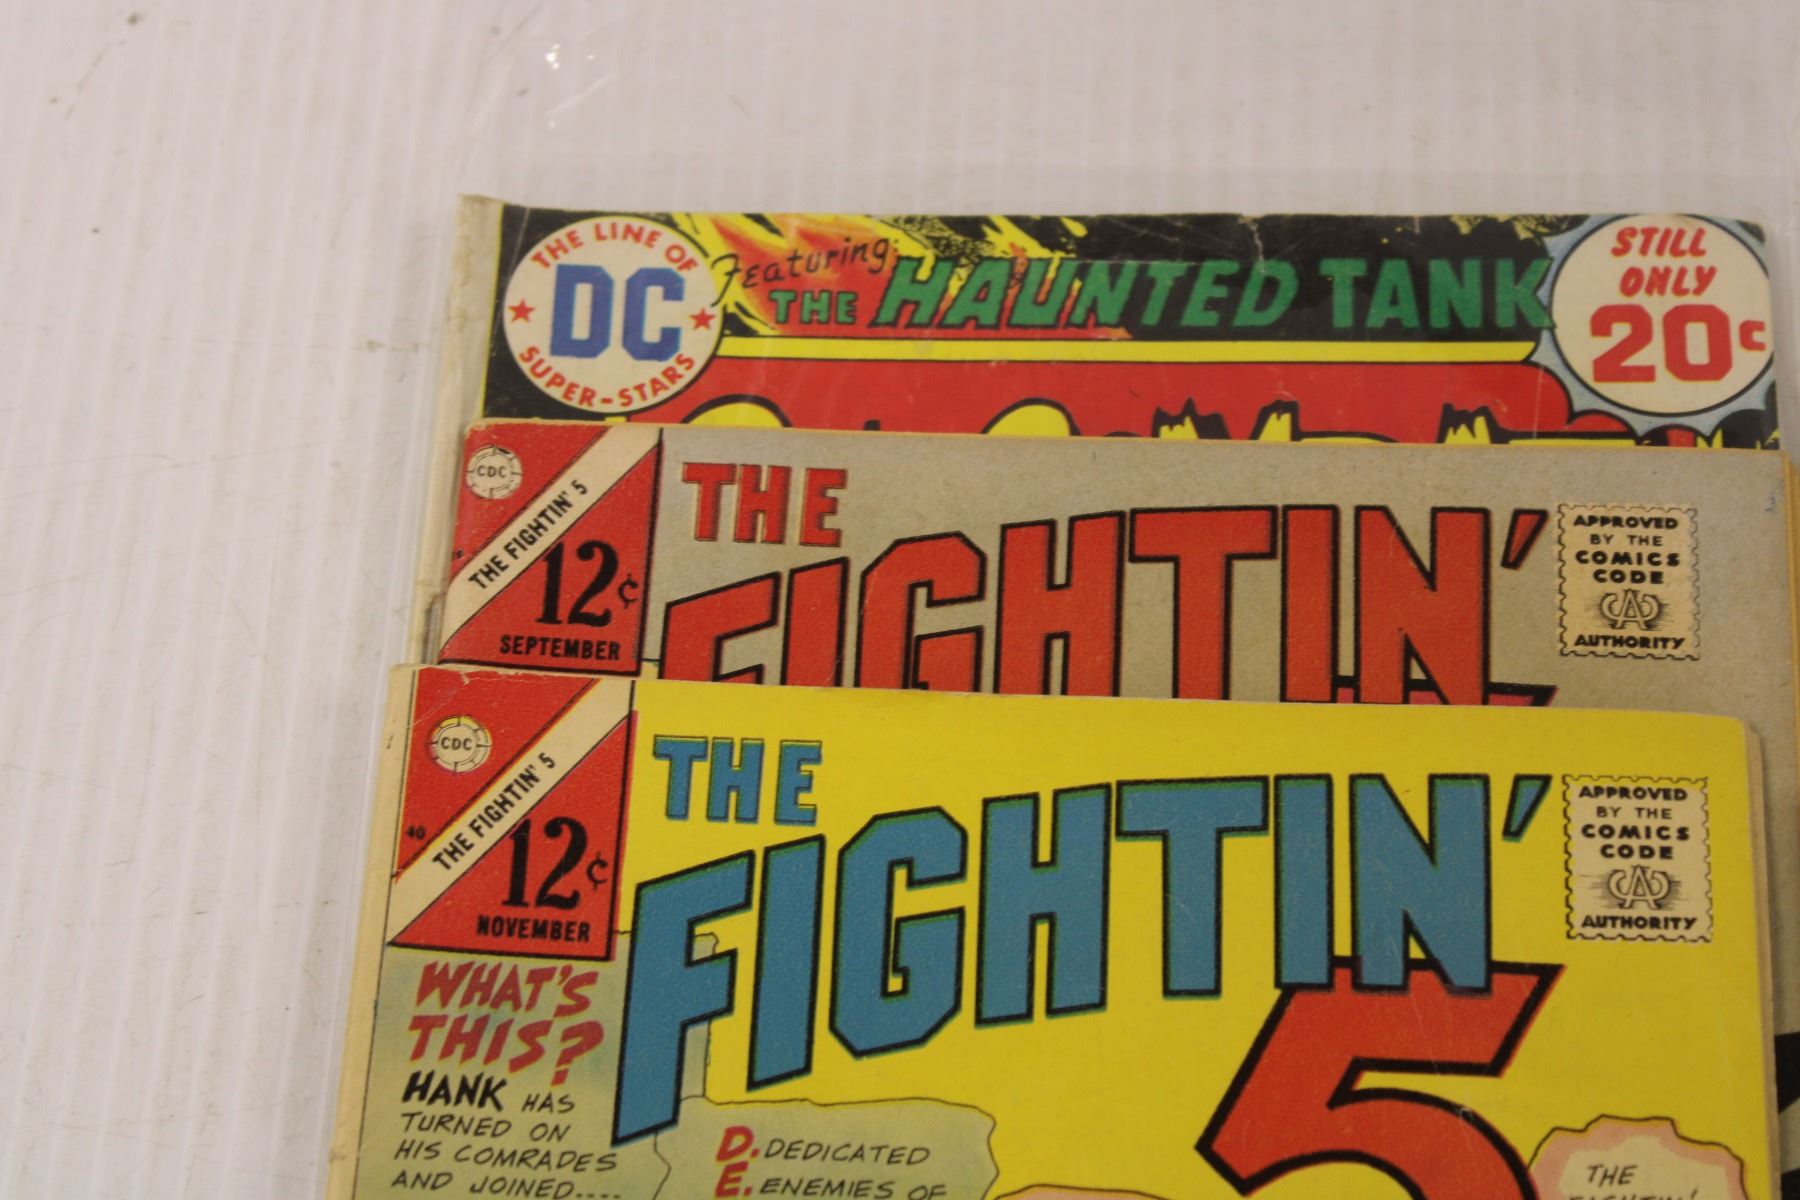 THE LINE OF
DC
SUPER-STARS
Featuring:
THE HAUNTED TANK
STILL
ONLY
20¢
CDC
THE FIGHTIN' 5
12¢
SEPTEMBER
THE
FIGHTIN'
APPROVED
BY THE
COMICS
CODE
AUTHORITY
CDC
THE FIGHTIN' 5
40
12¢
NOVEMBER
THE
FIGHTIN'
5
APPROVED
BY THE
COMICS
CODE
AUTHORITY
WHAT'S
THIS?
HANK HAS
TURNED ON
HIS COMRADES
AND JOINED....
D. DEDICATED
E. ENEMIES OF
THE